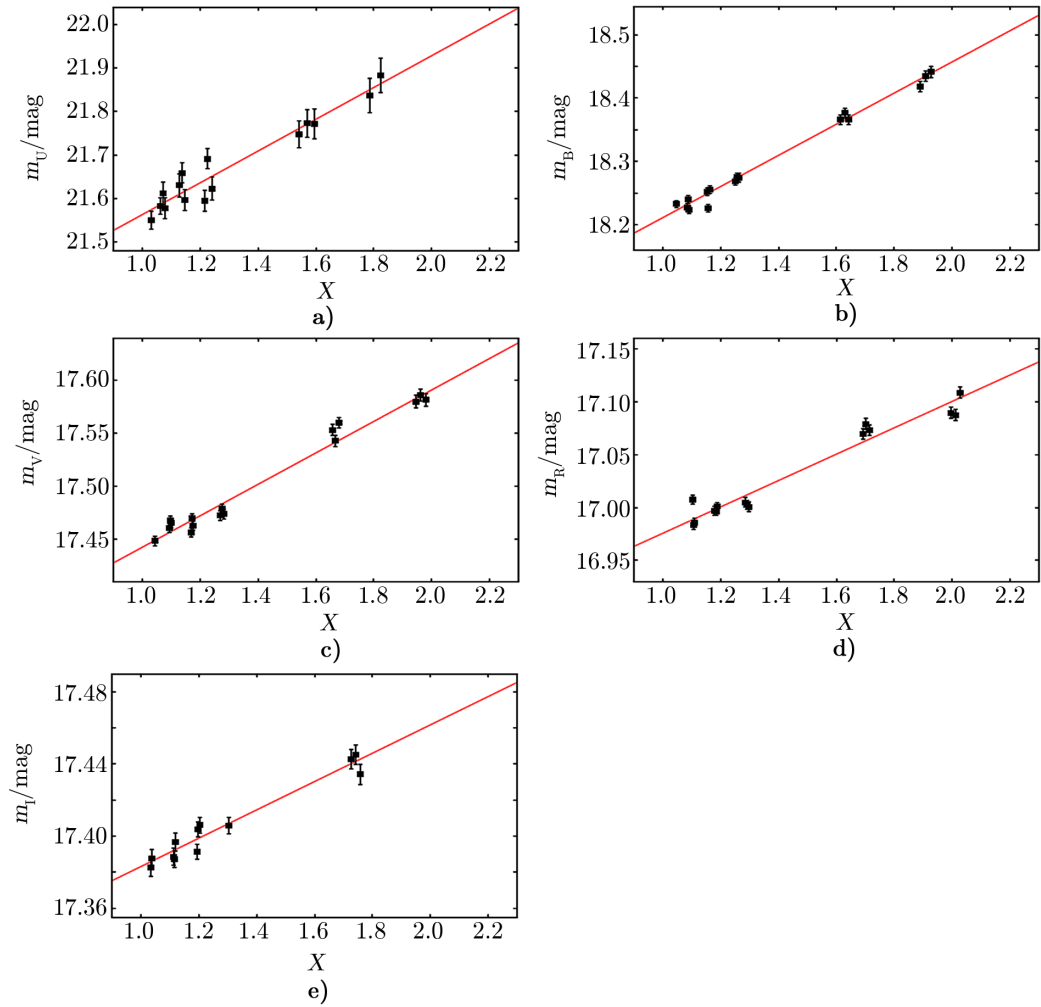 22.0
21.9
21.8
21.7
21.6
21.5
m_U/mag
1.0 1.2 1.4 1.6 1.8 2.0 2.2
X
a)
18.5
18.4
18.3
18.2
m_B/mag
1.0 1.2 1.4 1.6 1.8 2.0 2.2
X
b)
17.60
17.55
17.50
17.45
m_V/mag
1.0 1.2 1.4 1.6 1.8 2.0 2.2
X
c)
17.15
17.10
17.05
17.00
16.95
m_R/mag
1.0 1.2 1.4 1.6 1.8 2.0 2.2
X
d)
17.48
17.44
17.40
17.36
m_I/mag
1.0 1.2 1.4 1.6 1.8 2.0 2.2
X
e)